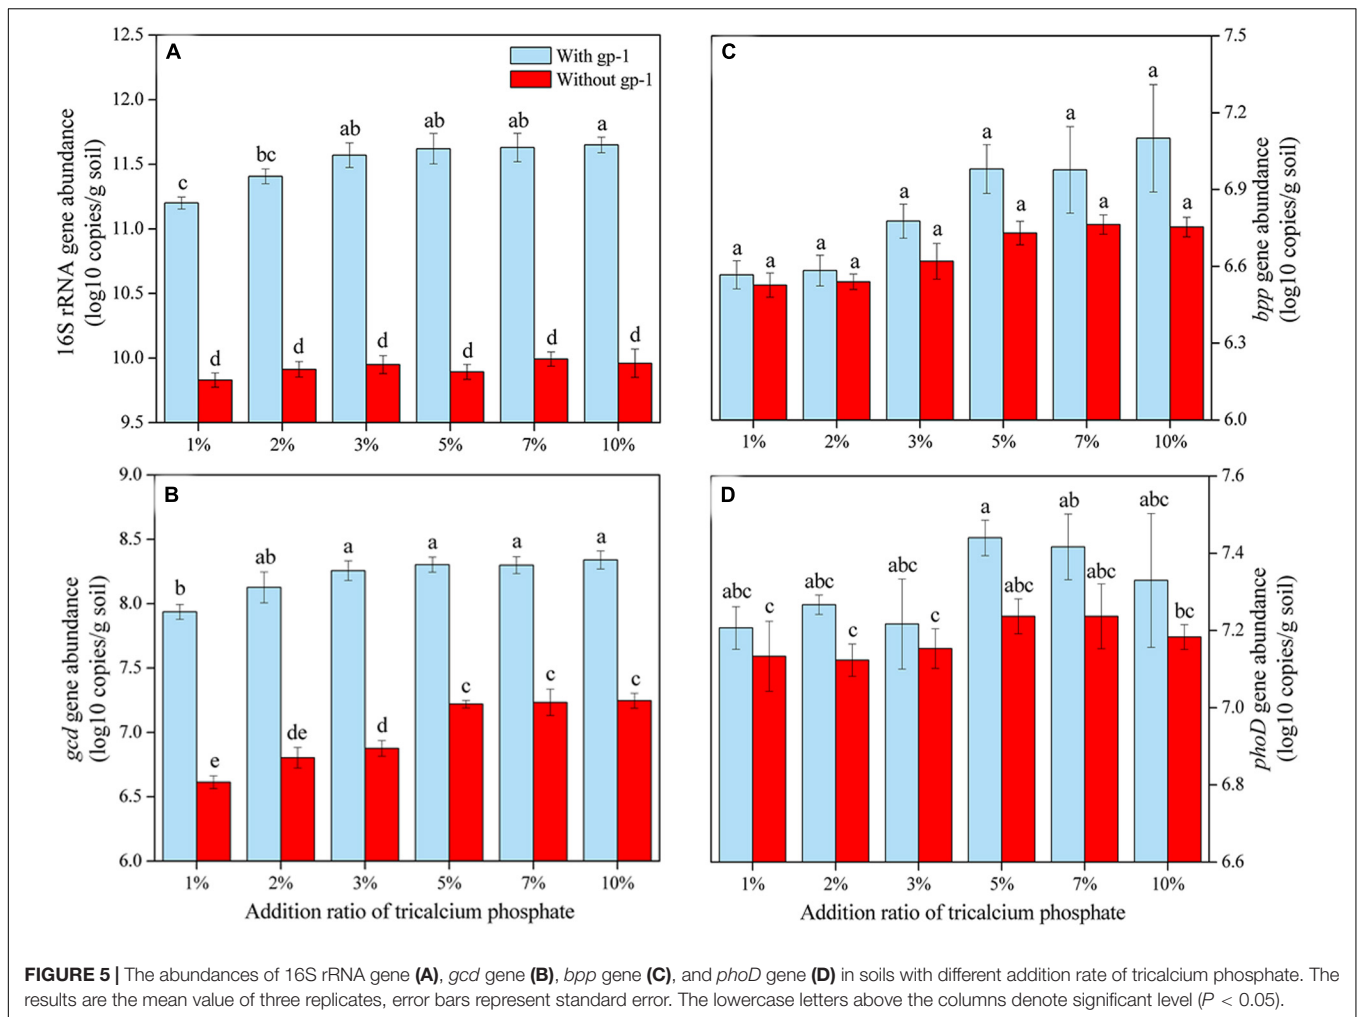 A
With gp-1
Without gp-1
16S rRNA gene abundance
(log10 copies/g soil)
12.5
12.0
11.5
11.0
10.5
10.0
9.5
c
bc
ab
ab
ab
a
d
d
d
d
d
d
1% 2% 3% 5% 7% 10%
C
a
a
a
a
a
a
a
a
a
a
a
a
7.5
7.2
6.9
6.6
6.3
6.0
bpp gene abundance
(log10 copies/g soil)
1% 2% 3% 5% 7% 10%
B
gcd gene abundance
(log10 copies/g soil)
9.0
8.5
8.0
7.5
7.0
6.5
6.0
b
ab
a
a
a
a
e
de
d
c
c
c
1% 2% 3% 5% 7% 10%
Addition ratio of tricalcium phosphate
D
abc
c
abc
c
abc
c
a
abc
ab
abc
abc
bc
7.6
7.4
7.2
7.0
6.8
6.6
phoD gene abundance
(log10 copies/g soil)
1% 2% 3% 5% 7% 10%
Addition ratio of tricalcium phosphate
FIGURE 5 | The abundances of 16S rRNA gene (A), gcd gene (B), bpp gene (C), and phoD gene (D) in soils with different addition rate of tricalcium phosphate. The
results are the mean value of three replicates, error bars represent standard error. The lowercase letters above the columns denote significant level (P < 0.05).